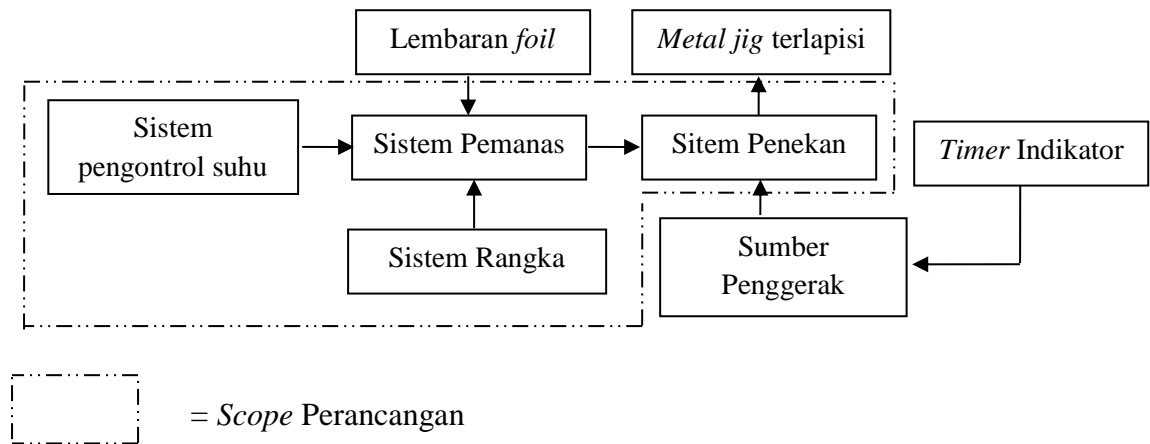 Lembaran foil
Metal jig terlapisi
Sistem
pengontrol suhu
Sistem Pemanas
Sitem Penekan
Timer Indikator
Sistem Rangka
Sumber
Penggerak
= Scope Perancangan